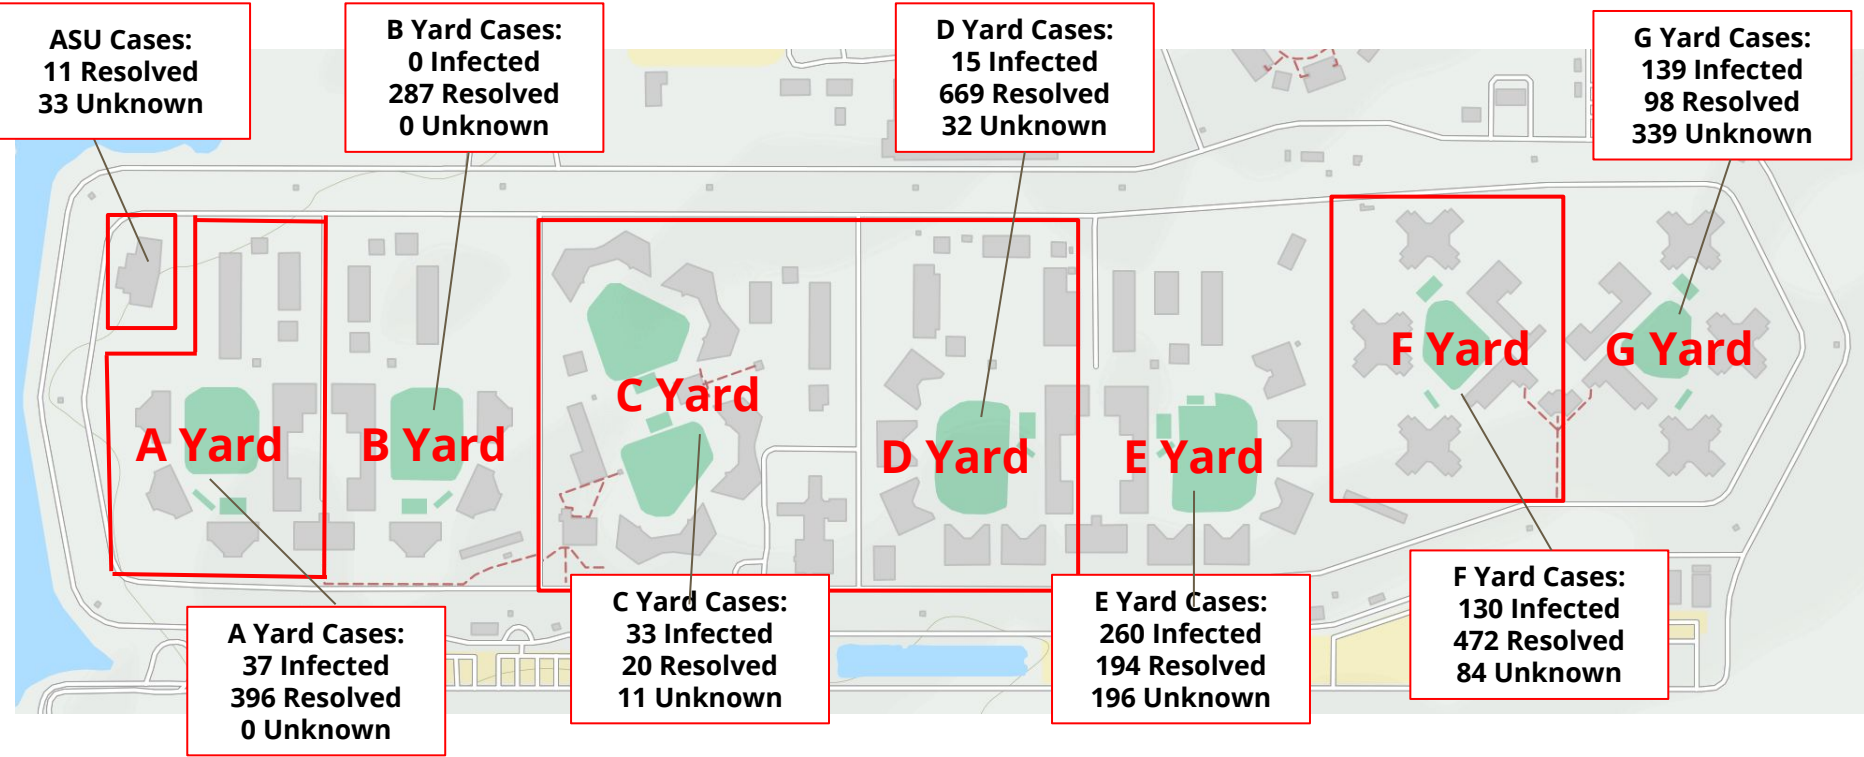 ASU Cases:
11 Resolved
33 Unknown
B Yard Cases:
0 Infected
287 Resolved
0 Unknown
D Yard Cases:
15 Infected
669 Resolved
32 Unknown
G Yard Cases:
139 Infected
98 Resolved
339 Unknown
A Yard
B Yard
C Yard
D Yard
E Yard
F Yard
G Yard
A Yard Cases:
37 Infected
396 Resolved
0 Unknown
C Yard Cases:
33 Infected
20 Resolved
11 Unknown
E Yard Cases:
260 Infected
194 Resolved
196 Unknown
F Yard Cases:
130 Infected
472 Resolved
84 Unknown